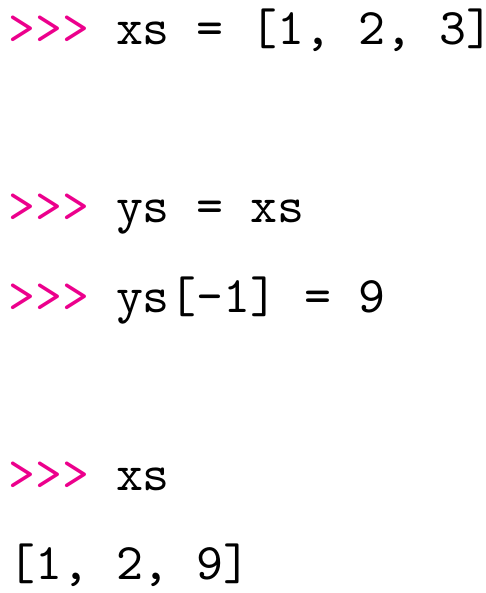 >>> xs = [1, 2, 3]
>>> ys = xs
>>> ys[-1] = 9
>>> xs
[1, 2, 9]